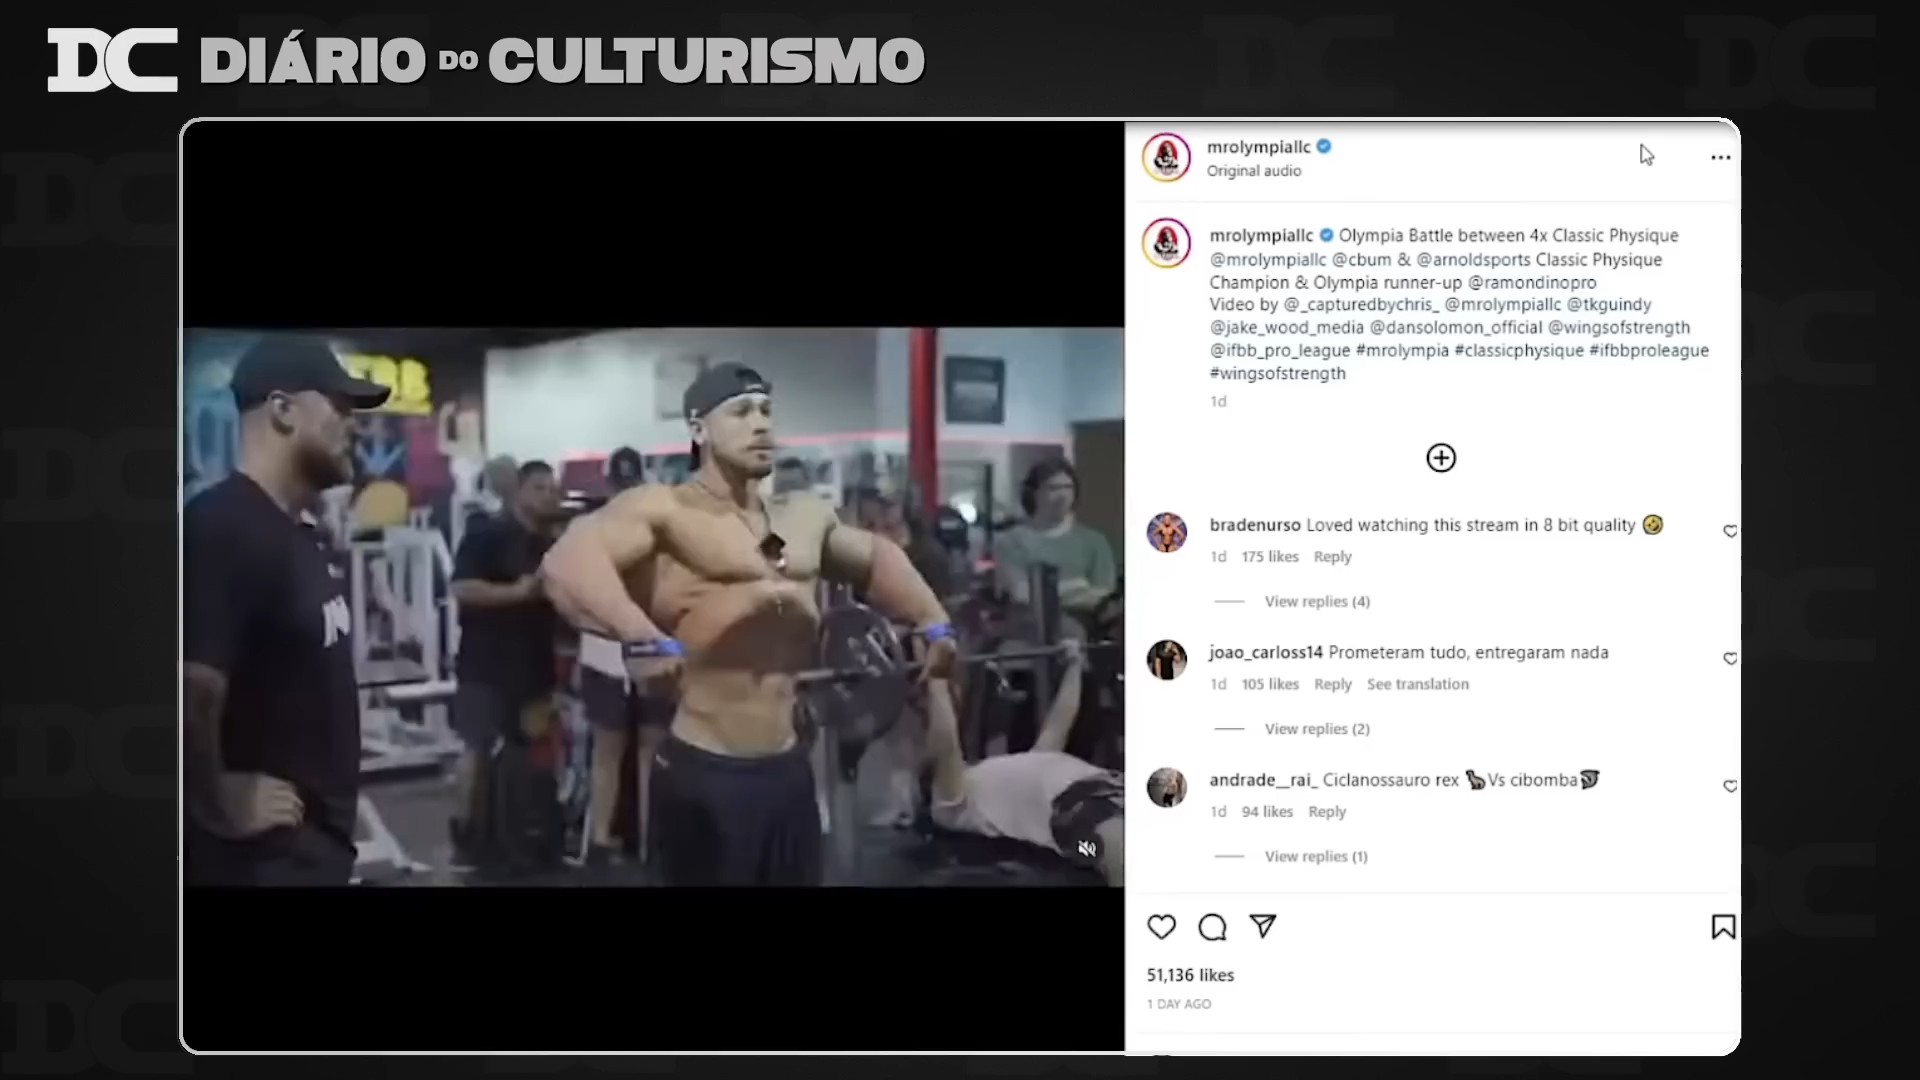 DC DIÁRIO DO CULTURISMO
mrolympiallc
Original audio
mrolympiallc Olympia Battle between 4x Classic Physique
@mrolympiallc @cbum & @arnoldsports Classic Physique
Champion & Olympia runner-up @ramondinopro
Video by @_capturedbychris_ @mrolympiallc @tkguindy
@jake_wood_media @dansolomon_official @wingsofstrength
@ifbb_pro_league #mrolympia #classicphysique #ifbbproleague
#wingsofstrength
1d
bradenurso Loved watching this stream in 8 bit quality 🤣
1d 175 likes Reply
View replies (4)
joao_carloss14 Prometeram tudo, entregaram nada
1d 105 likes Reply See translation
View replies (2)
andrade__rai_ Ciclanossauro rex 🦕Vs cibomba🌪
1d 94 likes Reply
View replies (1)
51,136 likes
1 DAY AGO